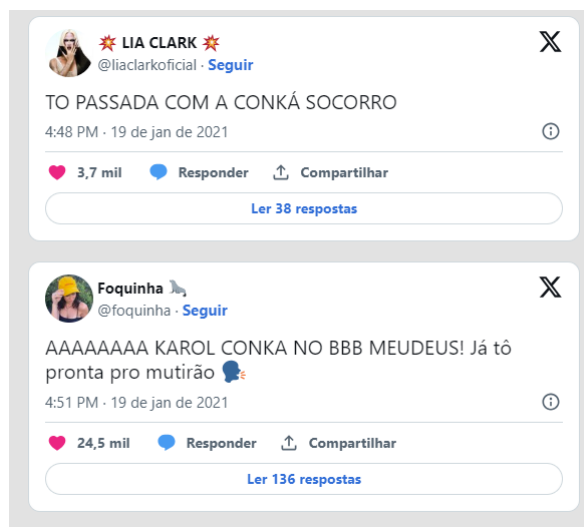 💥 LIA CLARK 💥
@liaclarkoficial · Seguir
TO PASSADA COM A CONKÁ SOCORRO
4:48 PM · 19 de jan de 2021
3,7 mil Responder Compartilhar
Ler 38 respostas
Foquinha 🦭
@foquinha · Seguir
AAAAAAAA KAROL CONKA NO BBB MEUDEUS! Já tô
pronta pro mutirão 🗣️
4:51 PM · 19 de jan de 2021
24,5 mil Responder Compartilhar
Ler 136 respostas